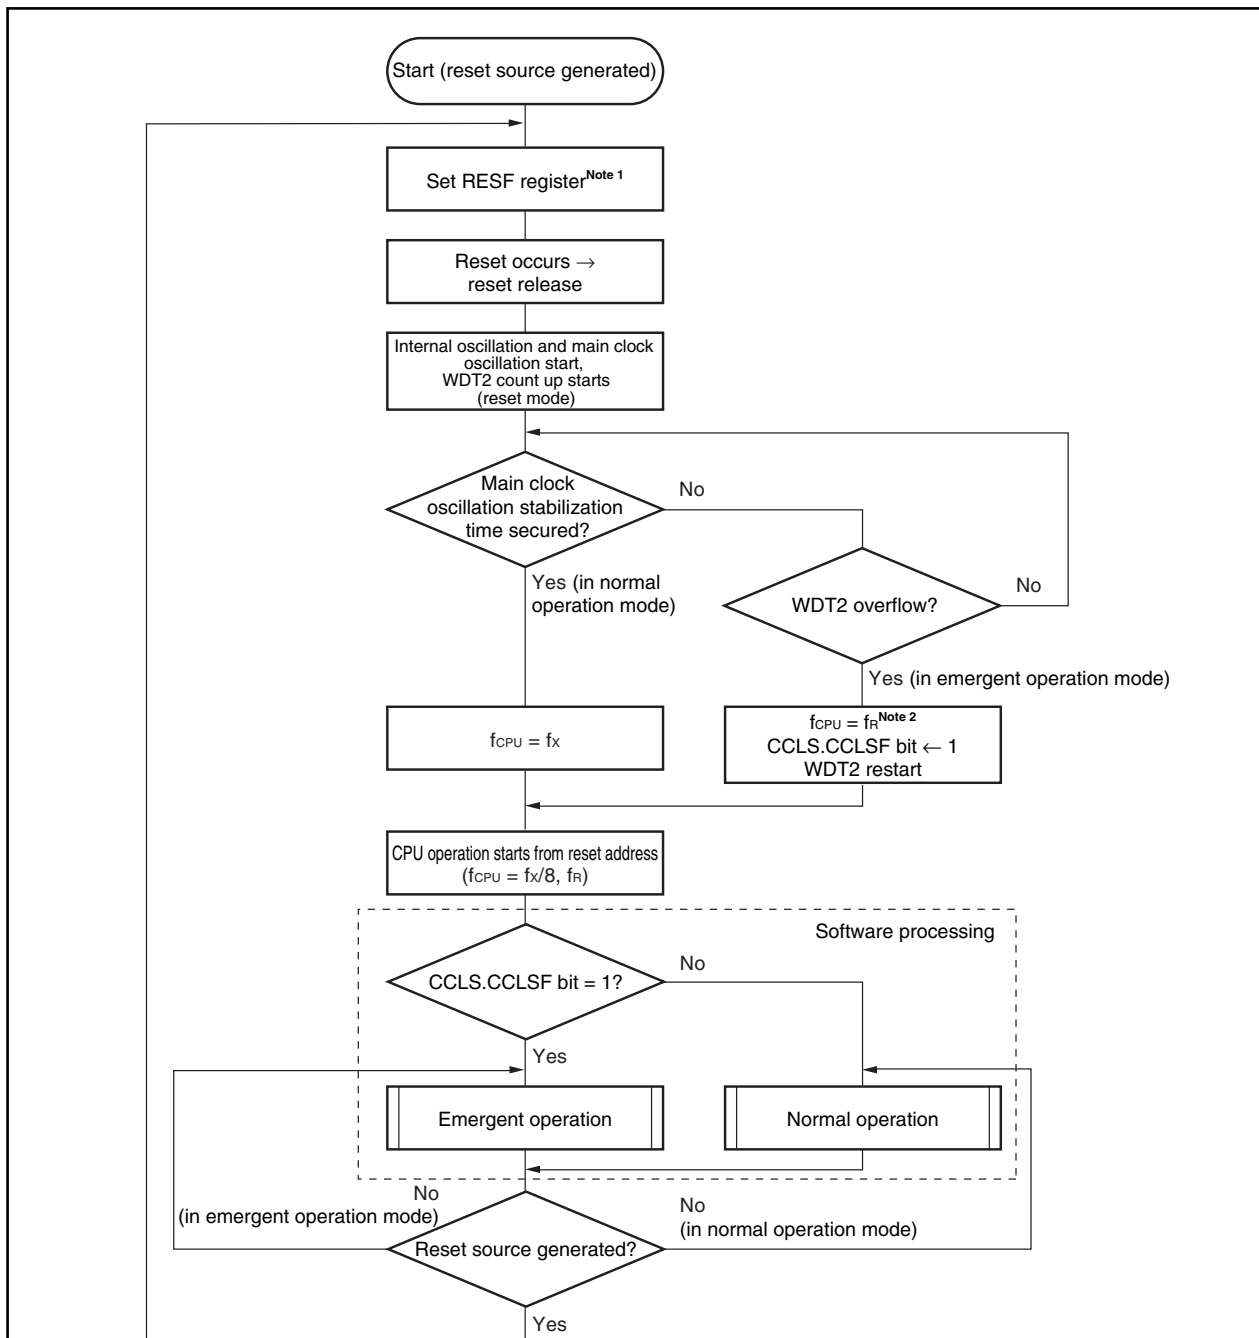 Start (reset source generated)
Set RESF register Note 1
Reset occurs →
reset release
Internal oscillation and main clock
oscillation start,
WDT2 count up starts
(reset mode)
Main clock
oscillation stabilization
time secured?
No
Yes (in normal
operation mode)
WDT2 overflow?
No
Yes (in emergent operation mode)
fCPU = fX
fCPU = fR Note 2
CCLS.CCLSF bit ← 1
WDT2 restart
CPU operation starts from reset address
(fCPU = fX/8, fR)
Software processing
CCLS.CCLSF bit = 1?
No
Yes
Emergent operation
Normal operation
No
(in emergent operation mode)
No
(in normal operation mode)
Reset source generated?
Yes